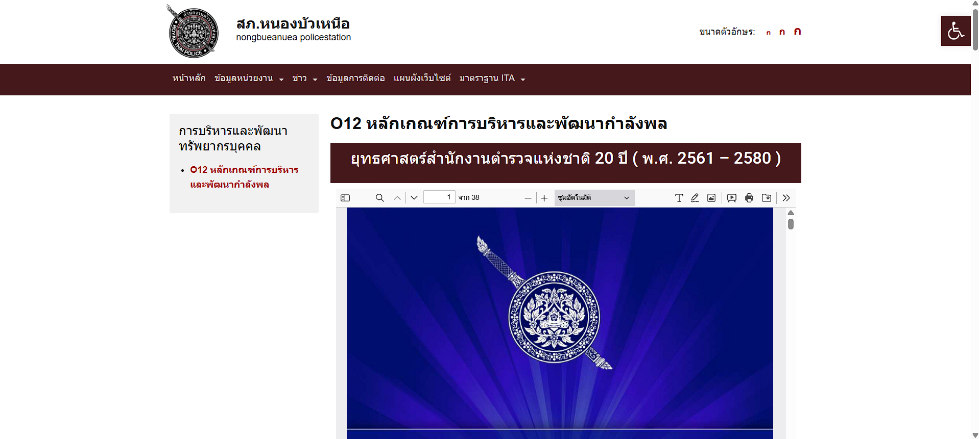 สภ.หนองบัวเหนือ
nongbueanuea policestation
ขนาดตัวอักษร: ก ก ก
หน้าหลัก ข้อมูลหน่วยงาน ข่าว ข้อมูลการติดต่อ แผนผังเว็บไซต์ มาตราฐาน ITA
การบริหารและพัฒนา
ทรัพยากรบุคคล
O12 หลักเกณฑ์การบริหาร
และพัฒนากำลังพล
O12 หลักเกณฑ์การบริหารและพัฒนากำลังพล
ยุทธศาสตร์สำนักงานตำรวจแห่งชาติ 20 ปี ( พ.ศ. 2561 – 2580 )
1 จาก 38
ซูมอัตโนมัติ